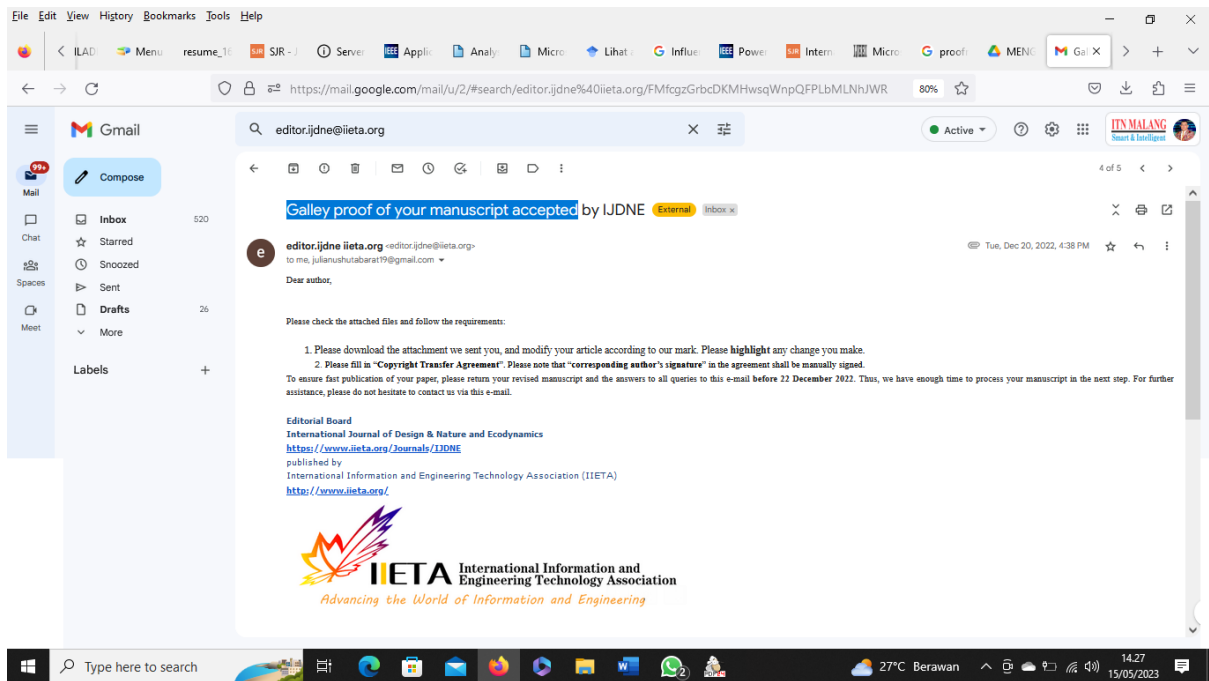 File Edit View History Bookmarks Tools Help
ILAD Menu resume_16 SJR - J Server Applic Analy Micro Lihat a Influe Power Intern Micro proof MENG Gal
https://mail.google.com/mail/u/2/#search/editor.ijdne%40iieta.org/FMfcgzGrbcDKMHwsqWnpQFPLbMLNhJWR 80%
Gmail
editor.ijdne@iieta.org
Active
ITN MALANG
Smart & Intelligent
99+
Mail
Chat
Spaces
Meet
Compose
Inbox 520
Starred
Snoozed
Sent
Drafts 26
More
Labels +
4 of 5
Galley proof of your manuscript accepted by IJDNE External Inbox x
e
editor.ijdne iieta.org <editor.ijdne@iieta.org> Tue, Dec 20, 2022, 4:38 PM
to me, julianushutabarat19@gmail.com
Dear author,
Please check the attached files and follow the requirements:
1. Please download the attachment we sent you, and modify your article according to our mark. Please highlight any change you make.
2. Please fill in “Copyright Transfer Agreement”. Please note that “corresponding author’s signature” in the agreement shall be manually signed.
To ensure fast publication of your paper, please return your revised manuscript and the answers to all queries to this e-mail before 22 December 2022. Thus, we have enough time to process your manuscript in the next step. For further
assistance, please do not hesitate to contact us via this e-mail.
Editorial Board
International Journal of Design & Nature and Ecodynamics
https://www.iieta.org/Journals/IJDNE
published by
International Information and Engineering Technology Association (IIETA)
http://www.iieta.org/
IIETA International Information and
Engineering Technology Association
Advancing the World of Information and Engineering
Type here to search
27°C Berawan
14.27
15/05/2023